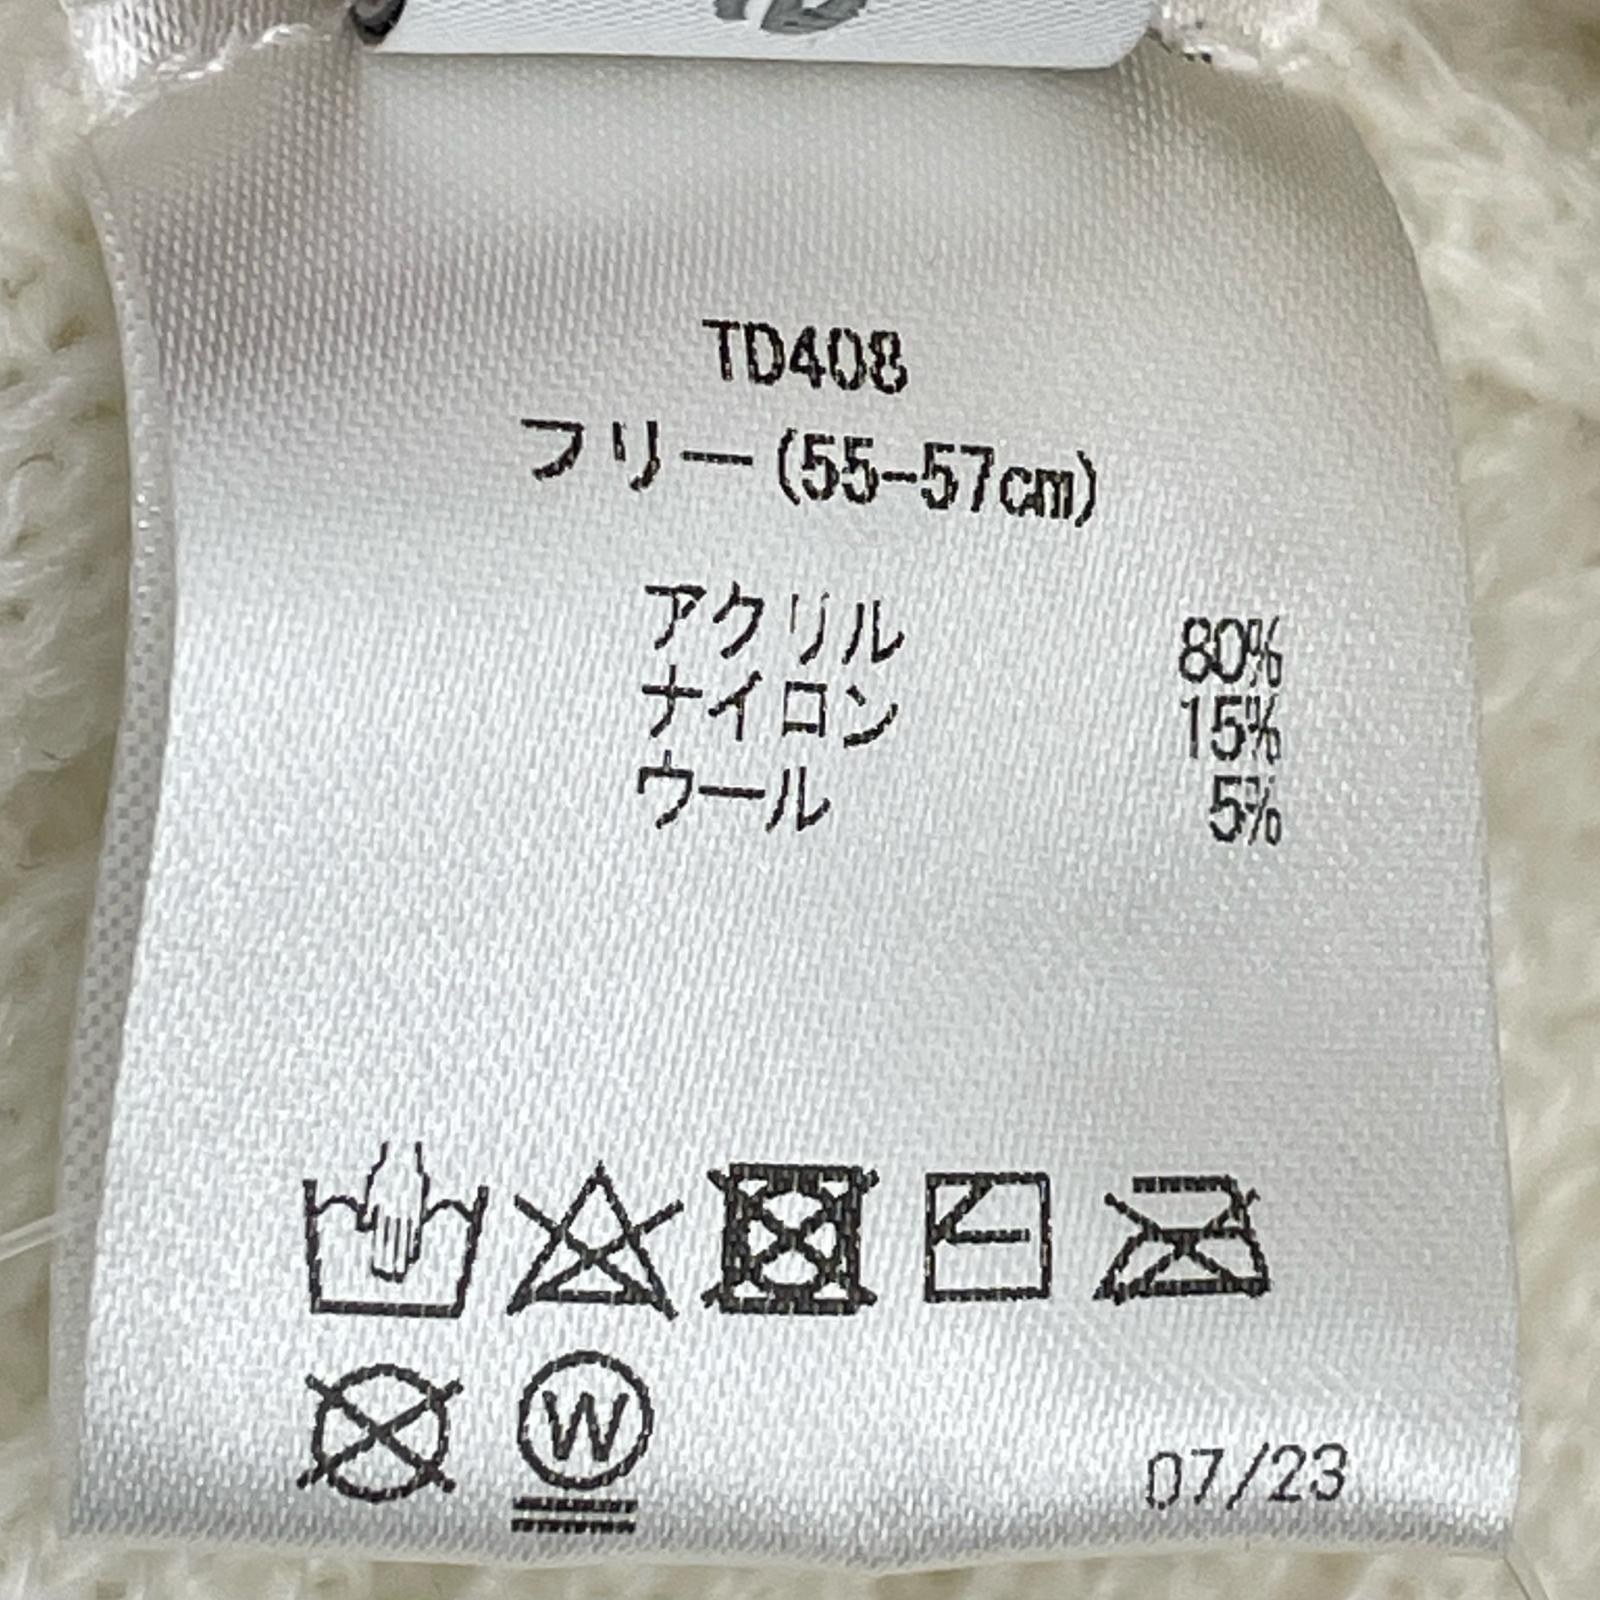 TD408
フリー(55-57cm)
アクリル 80%
ナイロン 15%
ウール 5%
W
07/23